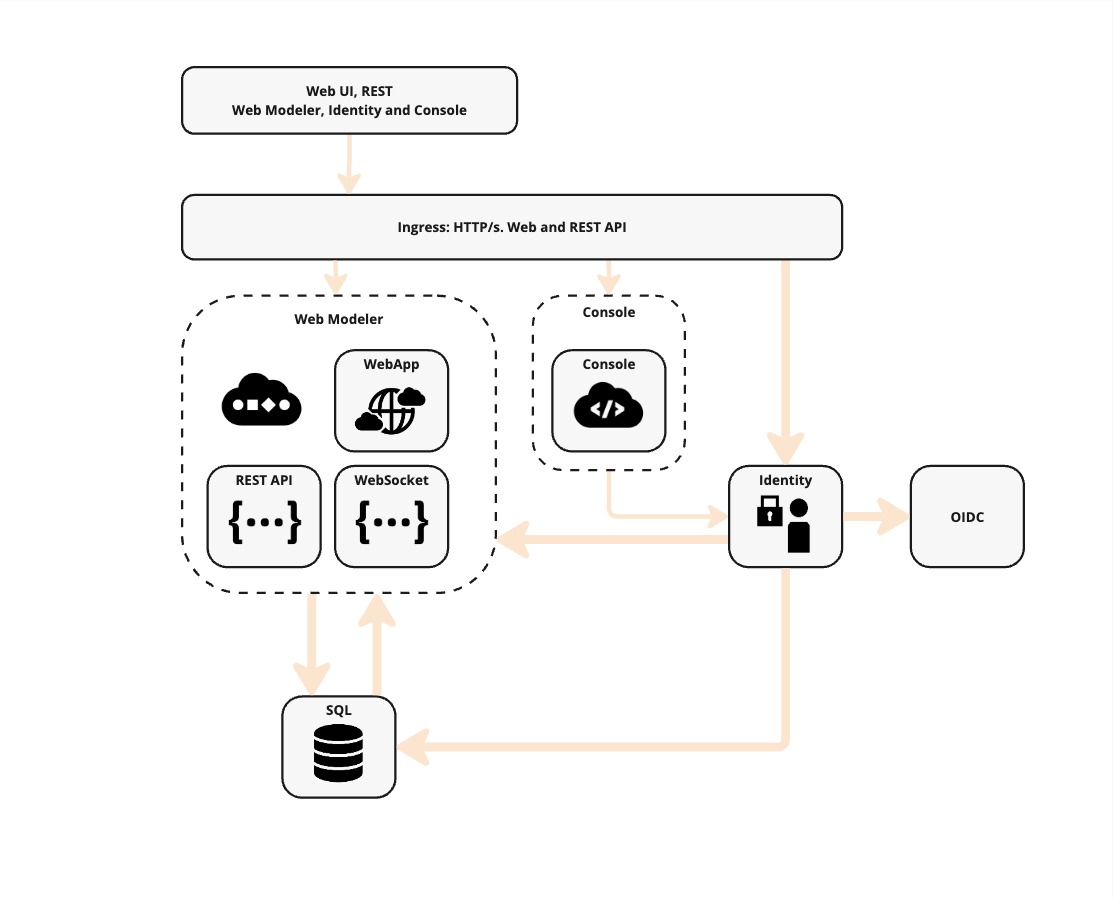 Web UI, REST
Web Modeler, Identity and Console
Ingress: HTTP/s. Web and REST API
Web Modeler
Console
WebApp
Console
</>
REST API
WebSocket
Identity
{...}
{...}
OIDC
SQL